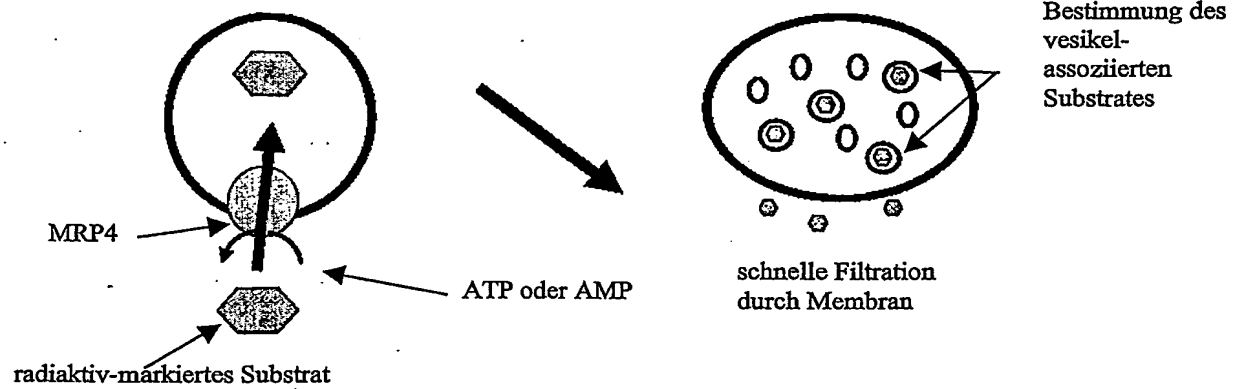 MRP4
ATP oder AMP
radiaktiv-markiertes Substrat
Bestimmung des
vesikel-
assoziierten
Substrates
schnelle Filtration
durch Membran